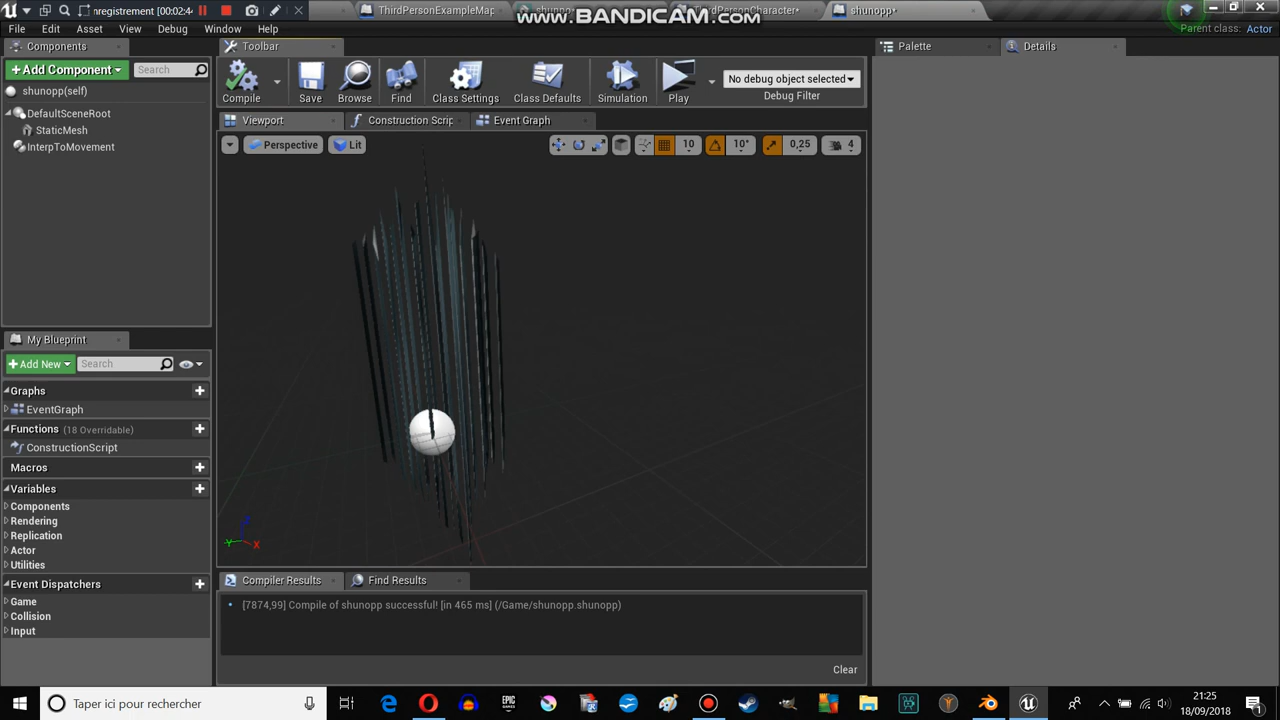 nregistrement [00:02:4
ThirdPersonExampleMap
ThirdPersonCharacter*
shunopp*
www.BANDICAM.com
File Edit Asset View Debug Window Help
Parent class: Actor
Components
Toolbar
Palette
Details
Add Component
Search
shunopp(self)
DefaultSceneRoot
StaticMesh
InterpToMovement
Compile
Save
Browse
Find
Class Settings
Class Defaults
Simulation
Play
No debug object selected
Debug Filter
Viewport
Construction Scrip
Event Graph
Perspective
Lit
10
10°
0,25
4
My Blueprint
Add New
Search
Graphs
EventGraph
Functions (18 Overridable)
ConstructionScript
Macros
Variables
Components
Rendering
Replication
Actor
Utilities
Event Dispatchers
Game
Collision
Input
Z
Y
X
Compiler Results
Find Results
[7874,99] Compile of shunopp successful! [in 465 ms] (/Game/shunopp.shunopp)
Clear
Taper ici pour rechercher
EPIC GAMES
21:25
18/09/2018